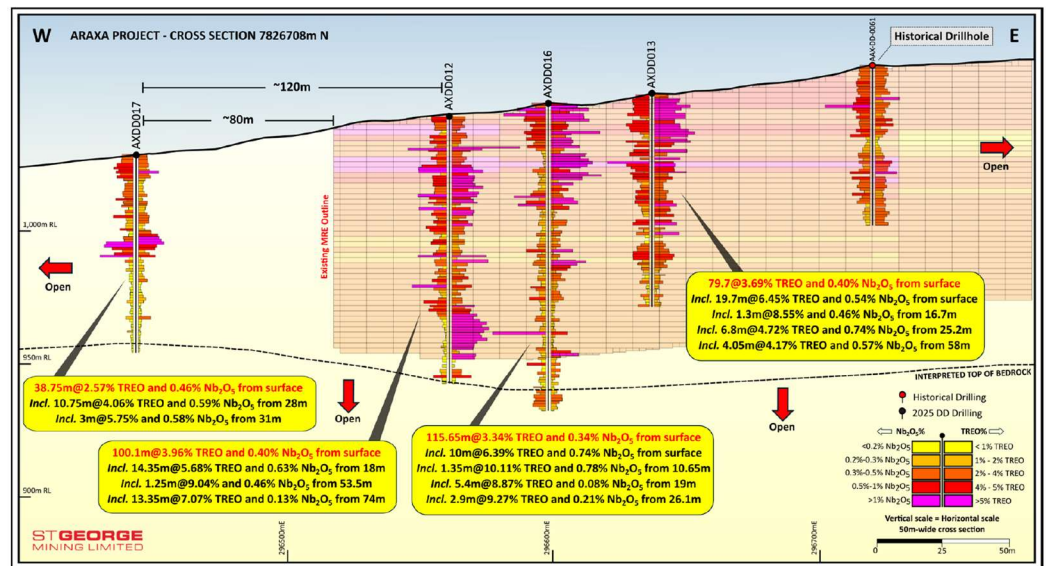 W
ARAXA PROJECT - CROSS SECTION 7826708m N
E
Historical Drillhole
AAX-DD-0061
AXDD013
AXDD016
AXDD012
AXDD017
~120m
~80m
Existing MRE Outline
Open
Open
1,000m RL
950m RL
900m RL
79.7@3.69% TREO and 0.40% Nb₂O₅ from surface
Incl. 19.7m@6.45% TREO and 0.54% Nb₂O₅ from surface
Incl. 1.3m@8.55% and 0.46% Nb₂O₅ from 16.7m
Incl. 6.8m@4.72% TREO and 0.74% Nb₂O₅ from 25.2m
Incl. 4.05m@4.17% TREO and 0.57% Nb₂O₅ from 58m
INTERPRETED TOP OF BEDROCK
38.75m@2.57% TREO and 0.46% Nb₂O₅ from surface
Incl. 10.75m@4.06% TREO and 0.59% Nb₂O₅ from 28m
Incl. 3m@5.75% and 0.58% Nb₂O₅ from 31m
Open
Open
100.1m@3.96% TREO and 0.40% Nb₂O₅ from surface
Incl. 14.35m@5.68% TREO and 0.63% Nb₂O₅ from 18m
Incl. 1.25m@9.04% and 0.46% Nb₂O₅ from 53.5m
Incl. 13.35m@7.07% TREO and 0.13% Nb₂O₅ from 74m
115.65m@3.34% TREO and 0.34% Nb₂O₅ from surface
Incl. 10m@6.39% TREO and 0.74% Nb₂O₅ from surface
Incl. 1.35m@10.11% TREO and 0.78% Nb₂O₅ from 10.65m
Incl. 5.4m@8.87% TREO and 0.08% Nb₂O₅ from 19m
Incl. 2.9m@9.27% TREO and 0.21% Nb₂O₅ from 26.1m
Historical Drilling
2025 DD Drilling
Nb₂O₅% TREO%
<0.2% Nb₂O₅ < 1% TREO
0.2%-0.3% Nb₂O₅ 1% - 2% TREO
0.3%-0.5% Nb₂O₅ 2% - 4% TREO
0.5%-1% Nb₂O₅ 4% - 5% TREO
>1% Nb₂O₅ >5% TREO
Vertical scale = Horizontal scale
50m-wide cross section
0 25 50m
296500mE
296600mE
296700mE
ST GEORGE
MINING LIMITED